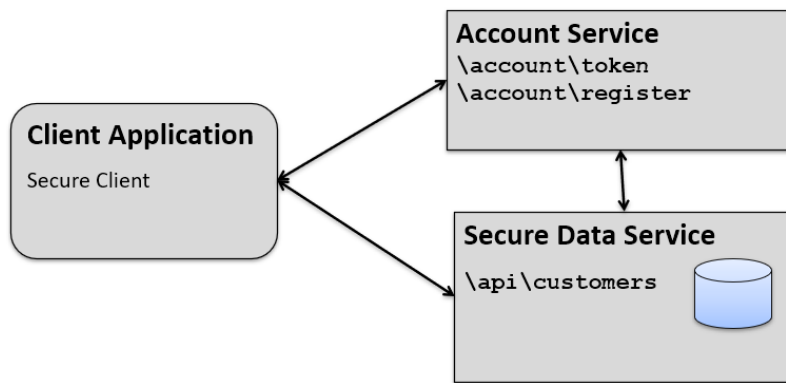 Account Service
\account\token
\account\register
Client Application
Secure Client
Secure Data Service
\api\customers